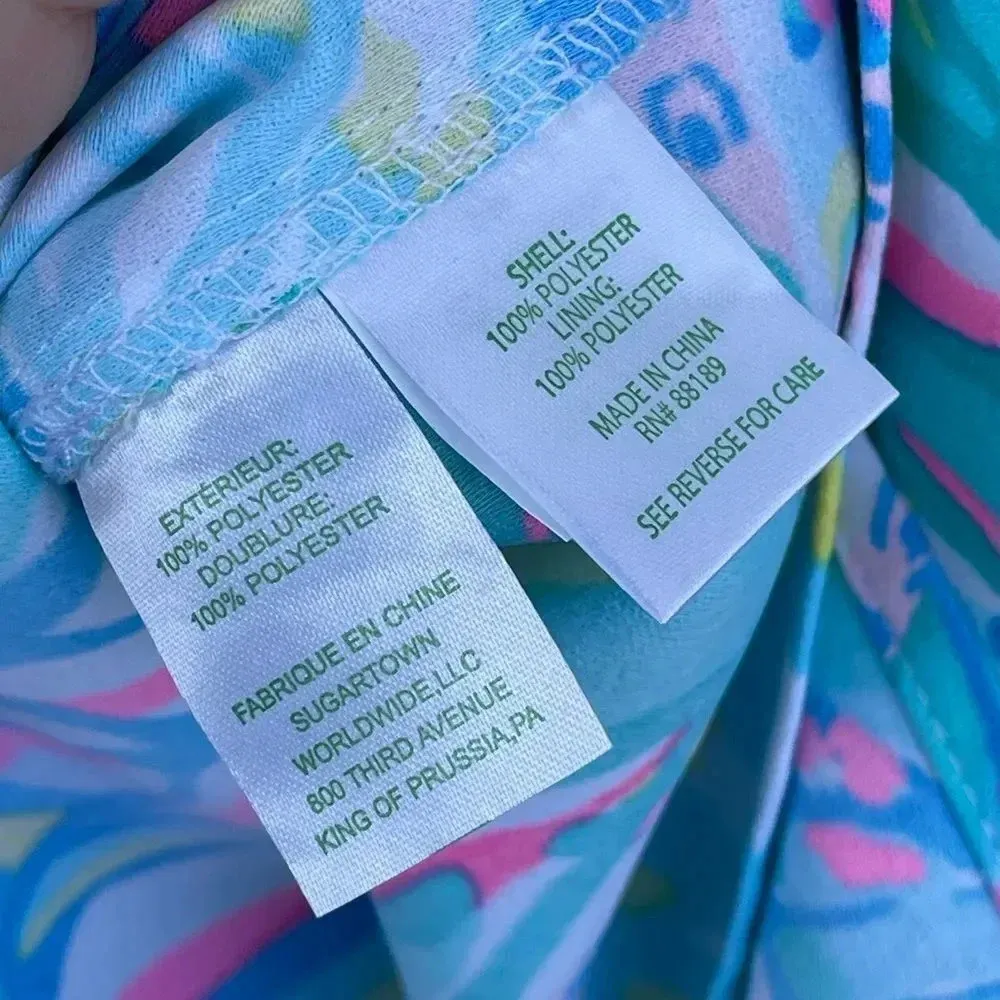 EXTERIEUR:
100% POLYESTER
DOUBLURE:
100% POLYESTER
FABRIQUE EN CHINE
SUGARTOWN
WORLDWIDE,LLC
800 THIRD AVENUE
KING OF PRUSSIA,PA
SHELL:
100% POLYESTER
LINING:
100% POLYESTER
MADE IN CHINA
RN# 88189
SEE REVERSE FOR CARE